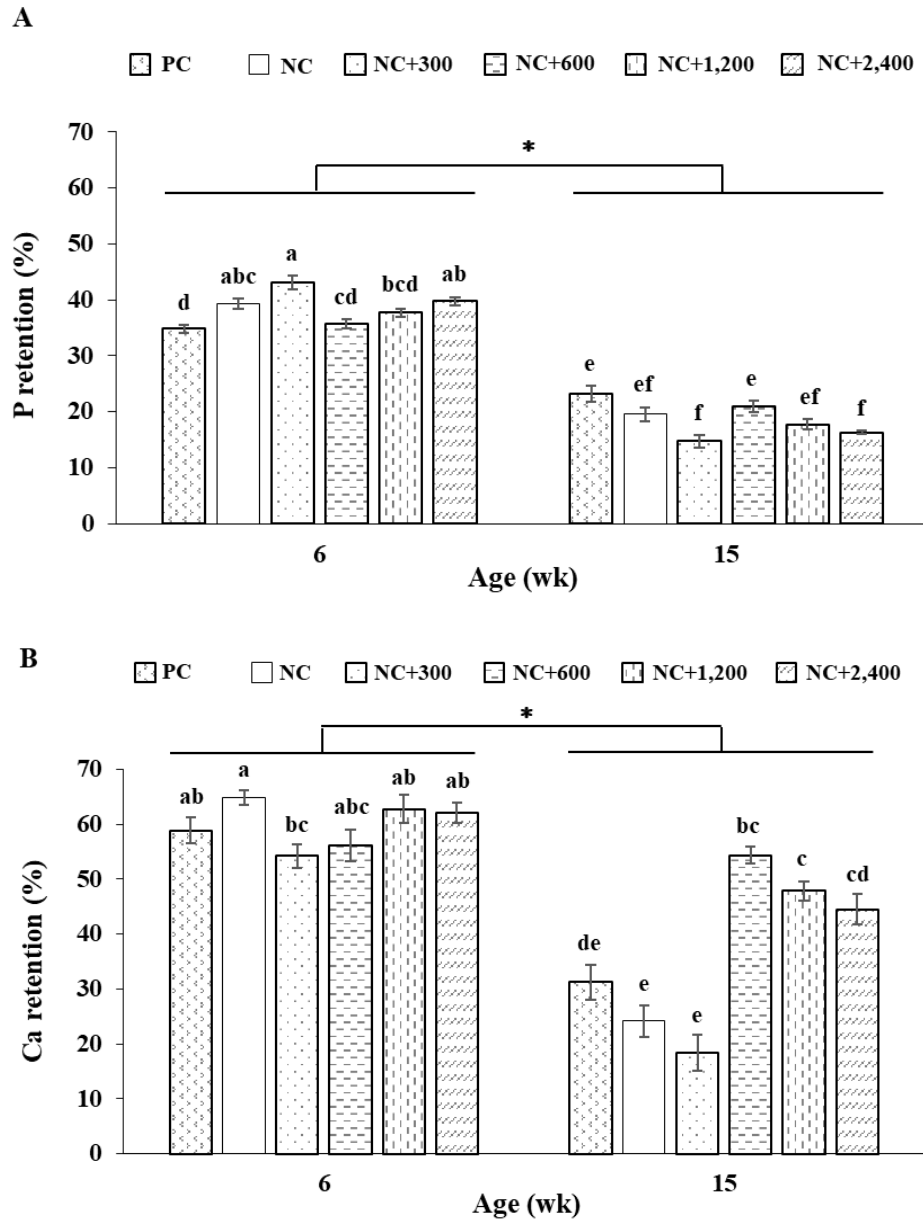 A
PC NC NC+300 NC+600 NC+1,200 NC+2,400
70
60
50
40
30
20
10
0
P retention (%)
*
d abc a cd bcd ab
e ef f e ef f
6 15
Age (wk)
B
PC NC NC+300 NC+600 NC+1,200 NC+2,400
70
60
50
40
30
20
10
0
Ca retention (%)
*
ab a bc abc ab ab
de e e bc c cd
6 15
Age (wk)